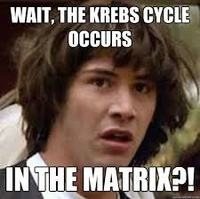 WAIT, THE KREBS CYCLE
OCCURS
IN THE MATRIX?!